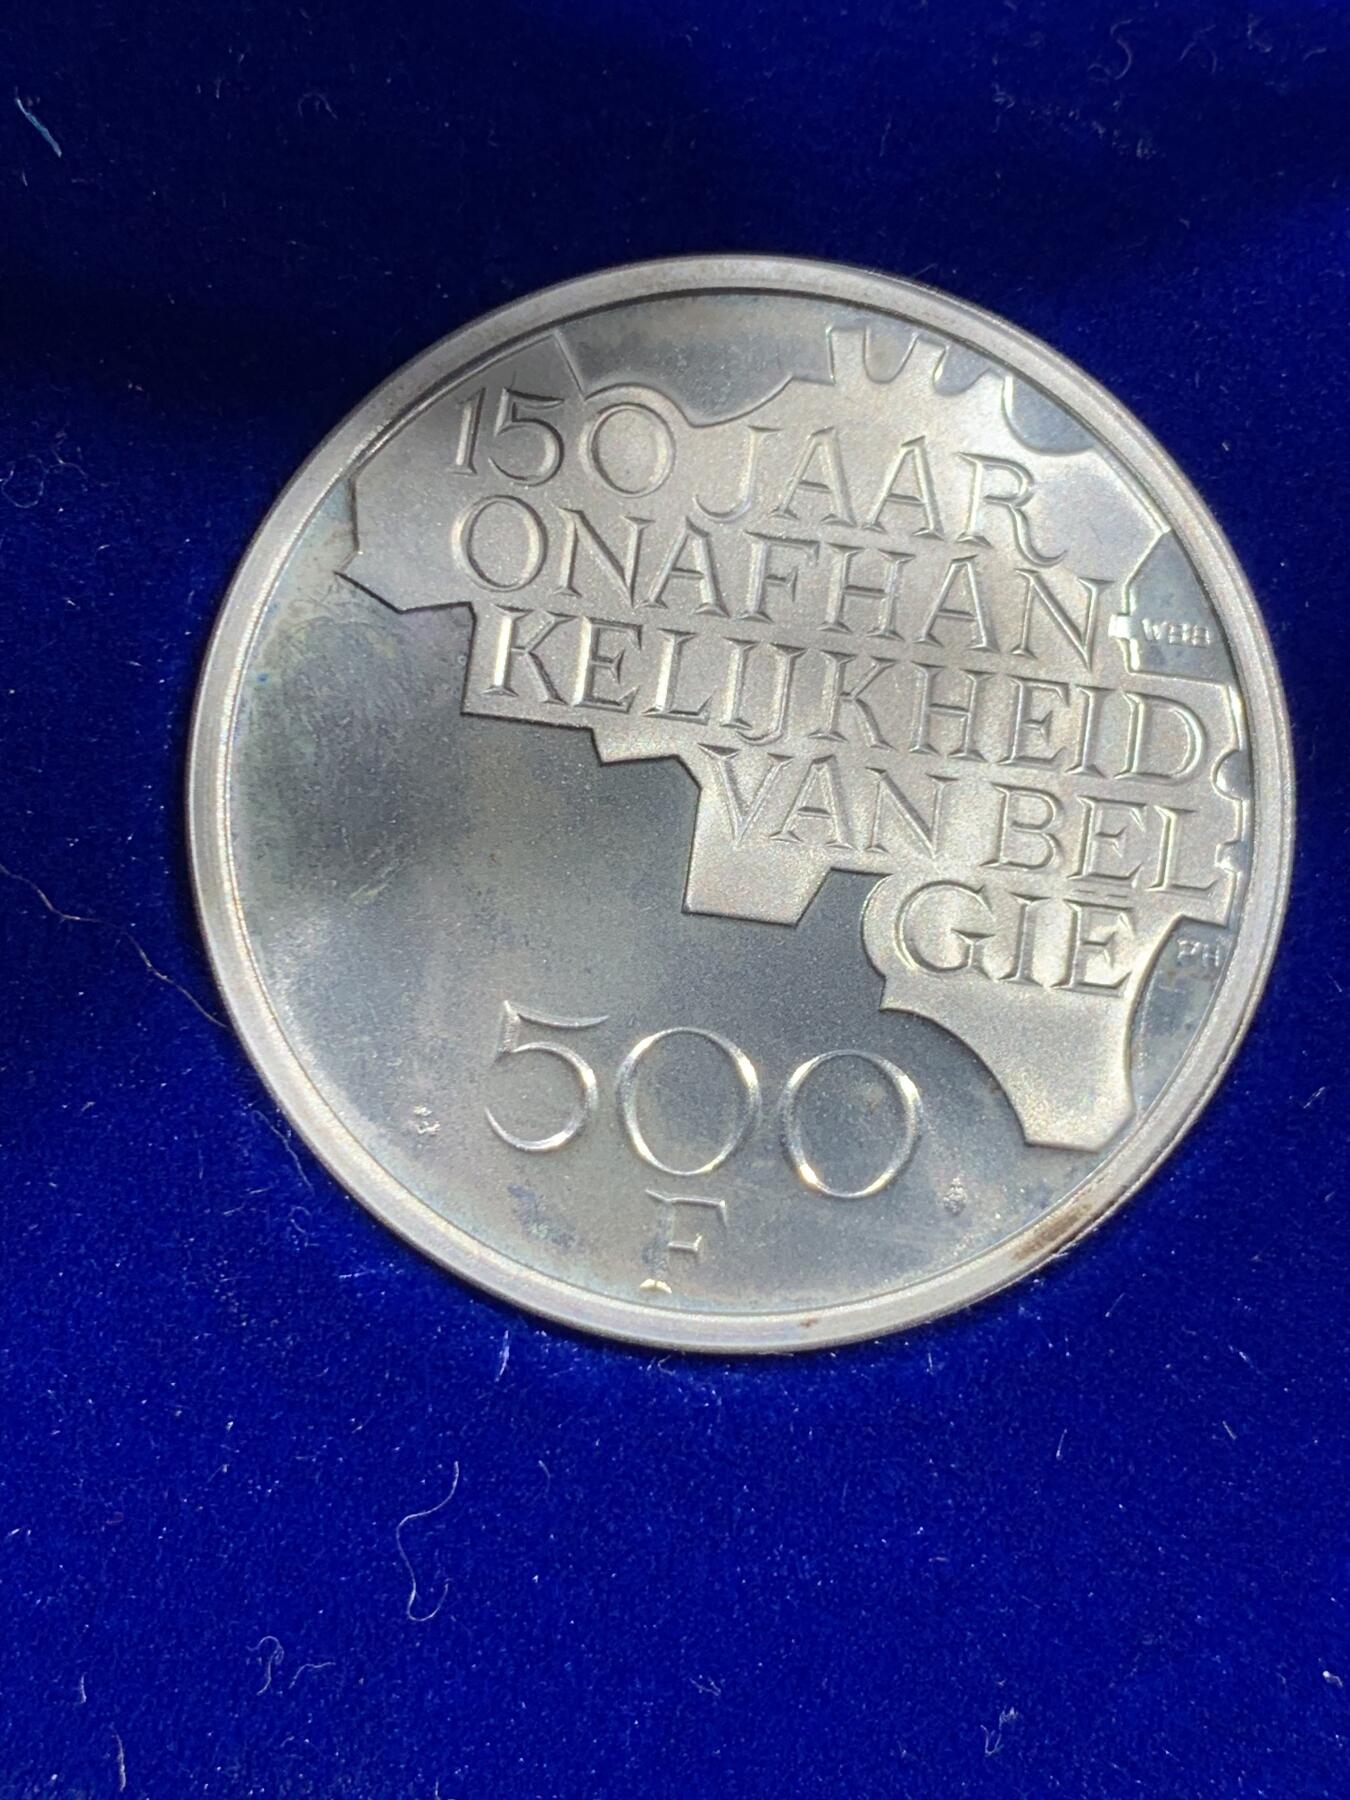 150 JAAR
ONAFHAN
KELIJKHEID
VAN BEL
GIE
500
F